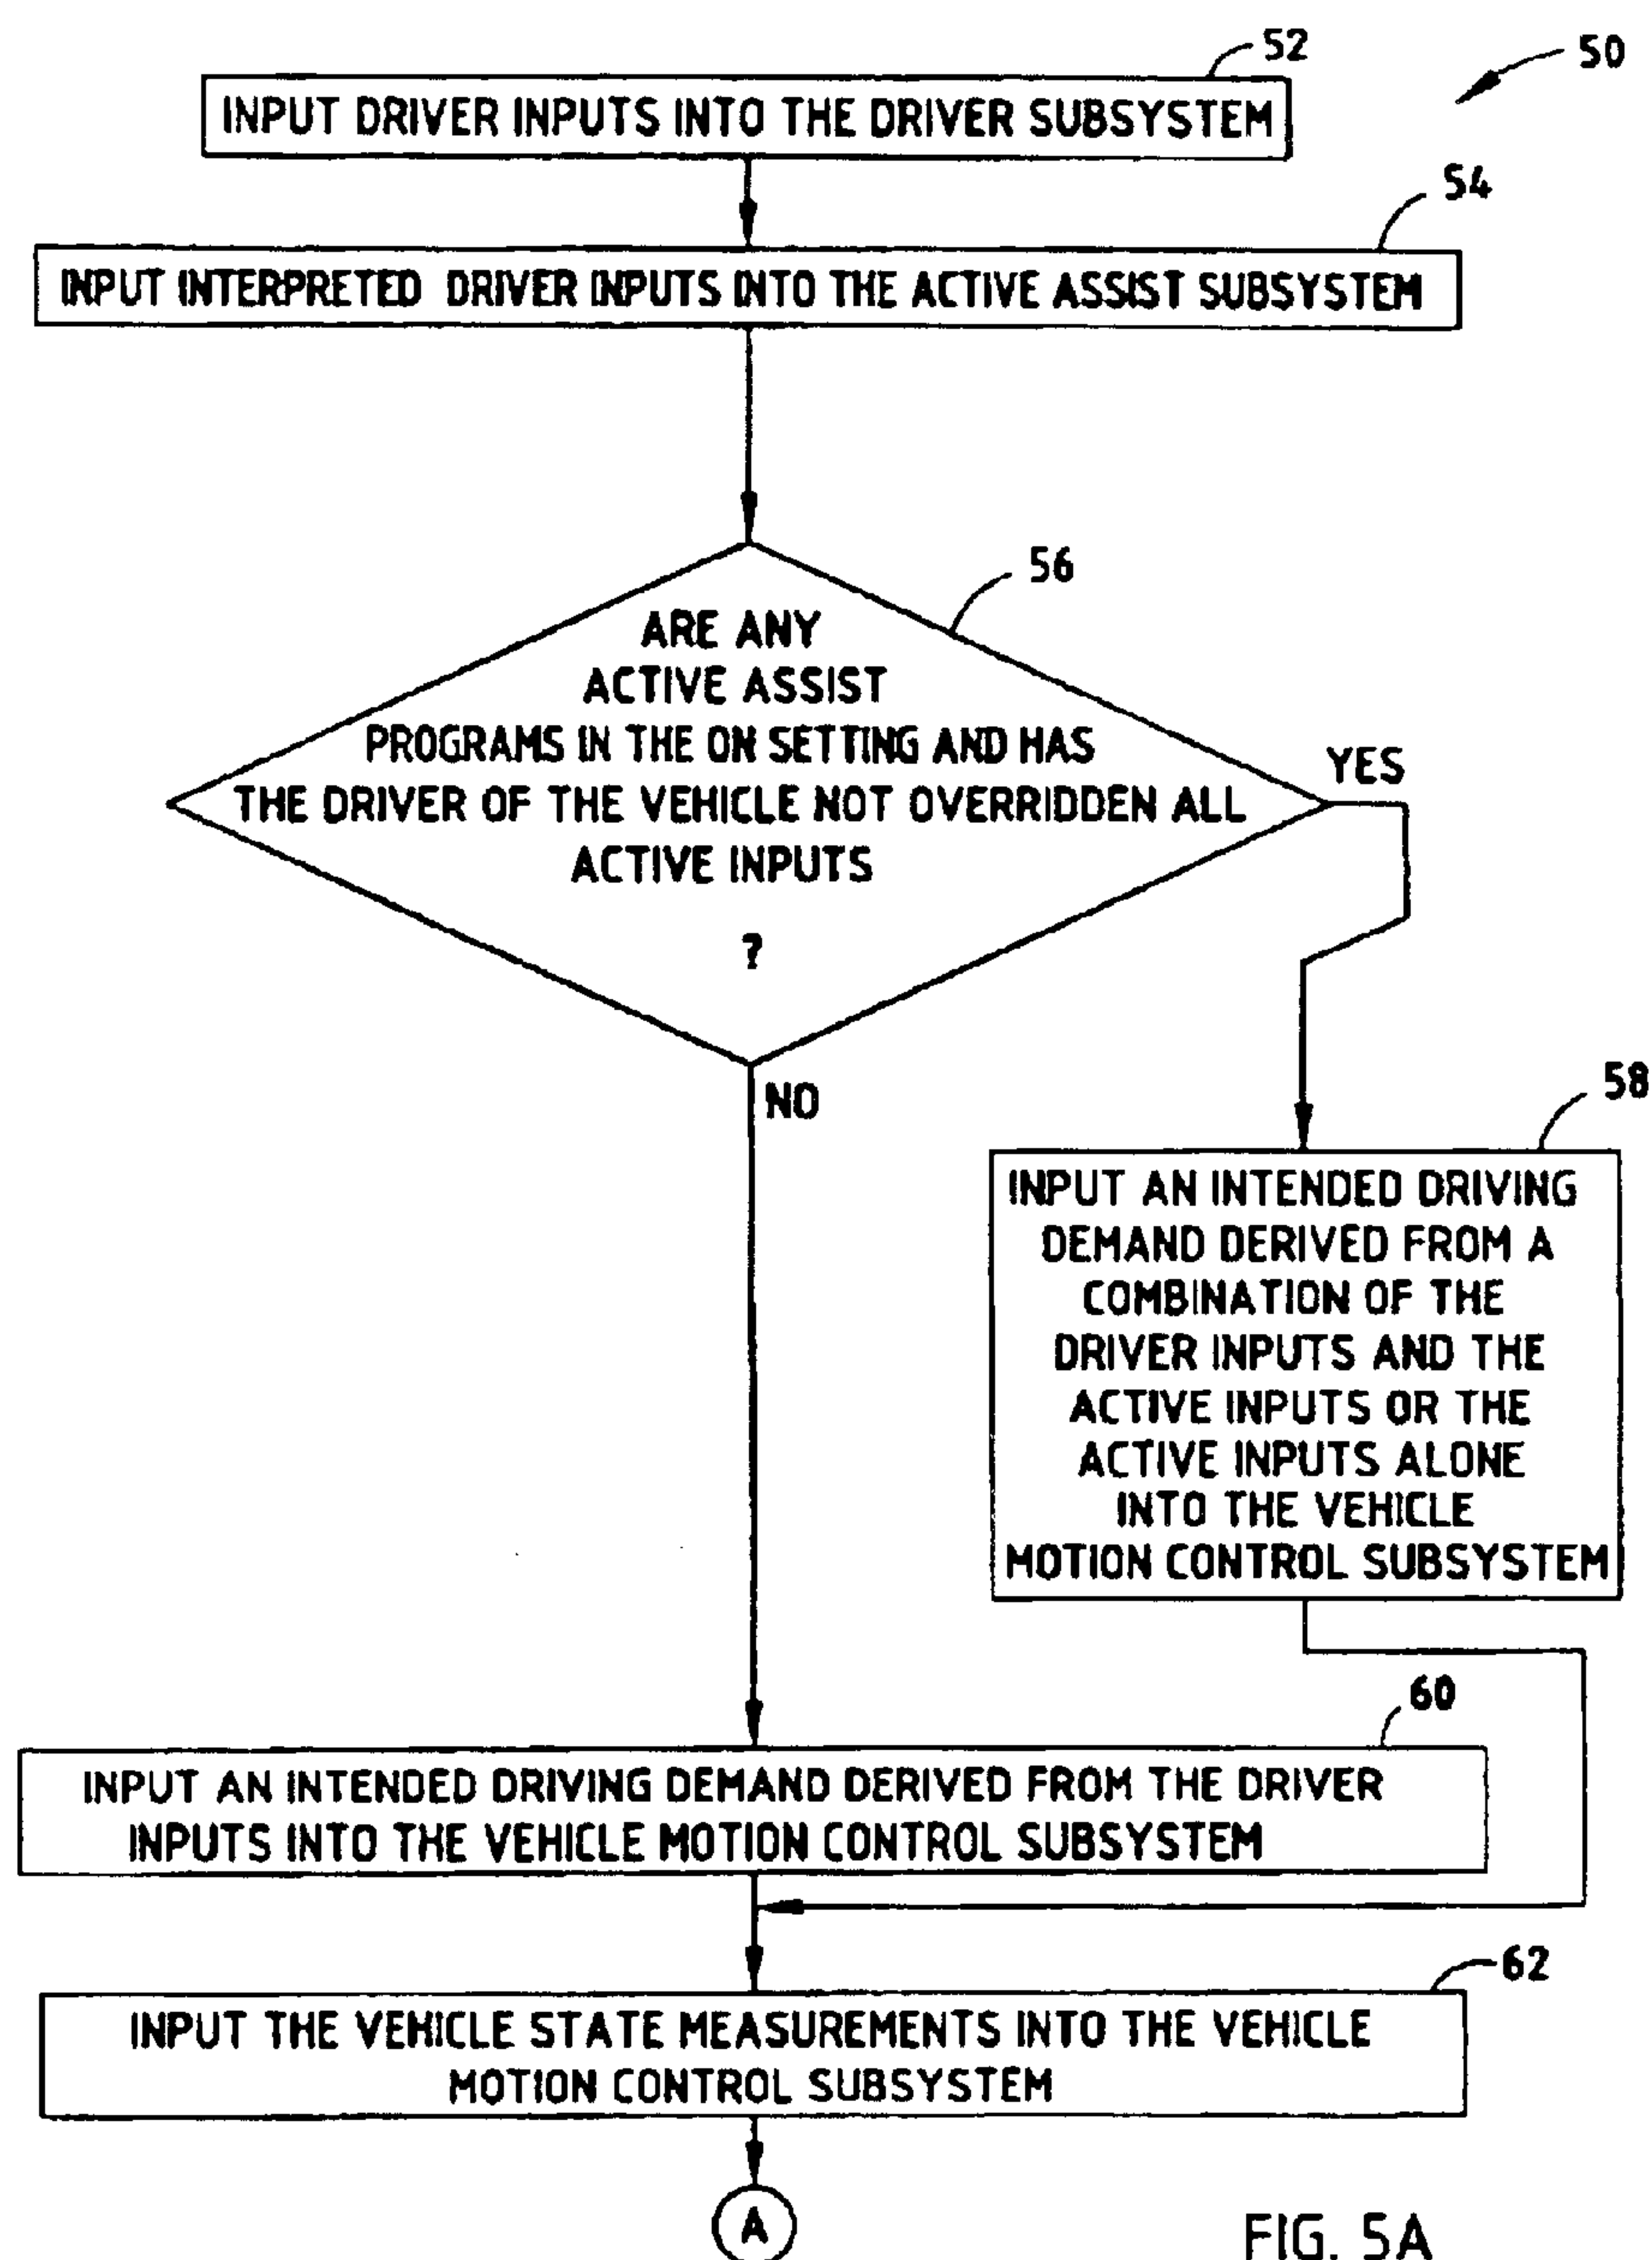 52
50
INPUT DRIVER INPUTS INTO THE DRIVER SUBSYSTEM
54
INPUT INTERPRETED DRIVER INPUTS INTO THE ACTIVE ASSIST SUBSYSTEM
56
ARE ANY
ACTIVE ASSIST
PROGRAMS IN THE ON SETTING AND HAS
THE DRIVER OF THE VEHICLE NOT OVERRIDDEN ALL
ACTIVE INPUTS
?
YES
NO
58
INPUT AN INTENDED DRIVING
DEMAND DERIVED FROM A
COMBINATION OF THE
DRIVER INPUTS AND THE
ACTIVE INPUTS OR THE
ACTIVE INPUTS ALONE
INTO THE VEHICLE
MOTION CONTROL SUBSYSTEM
60
INPUT AN INTENDED DRIVING DEMAND DERIVED FROM THE DRIVER
INPUTS INTO THE VEHICLE MOTION CONTROL SUBSYSTEM
62
INPUT THE VEHICLE STATE MEASUREMENTS INTO THE VEHICLE
MOTION CONTROL SUBSYSTEM
A
FIG. 5A